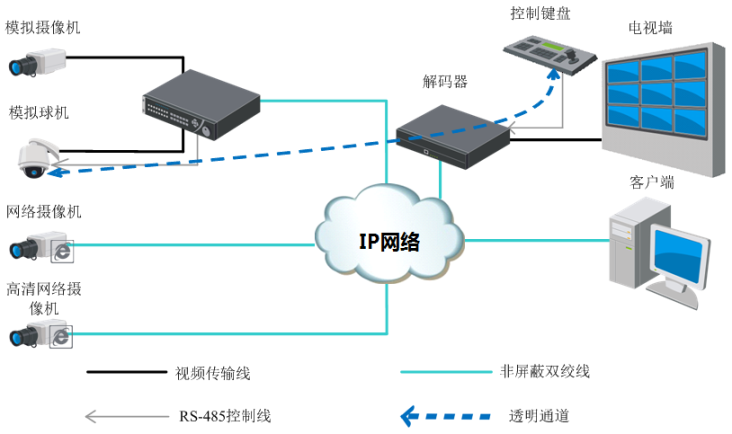 模拟摄像机
控制键盘
电视墙
解码器
模拟球机
客户端
网络摄像机
IP网络
高清网络摄
像机
视频传输线
非屏蔽双绞线
RS-485控制线
透明通道